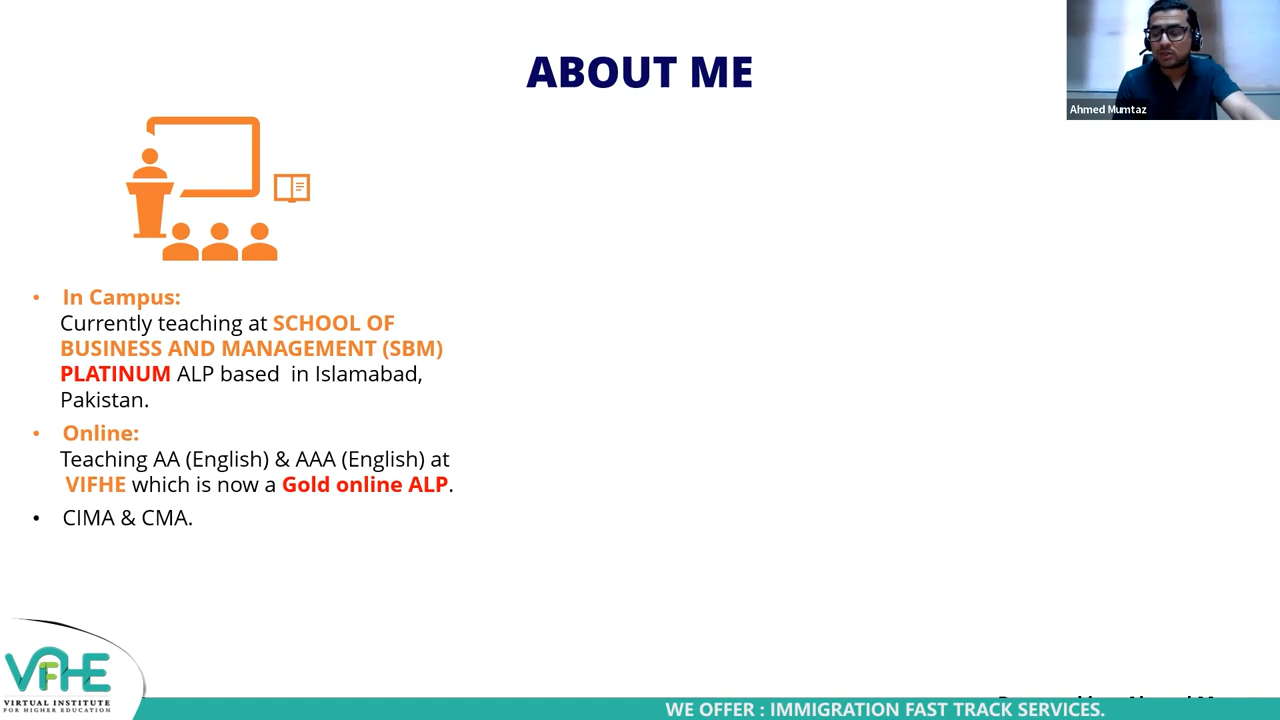 ABOUT ME
Ahmed Mumtaz
• In Campus:
Currently teaching at SCHOOL OF
BUSINESS AND MANAGEMENT (SBM)
PLATINUM ALP based in Islamabad,
Pakistan.
• Online:
Teaching AA (English) & AAA (English) at
VIFHE which is now a Gold online ALP.
• CIMA & CMA.
VIFHE
VIRTUAL INSTITUTE
FOR HIGHER EDUCATION
WE OFFER : IMMIGRATION FAST TRACK SERVICES.